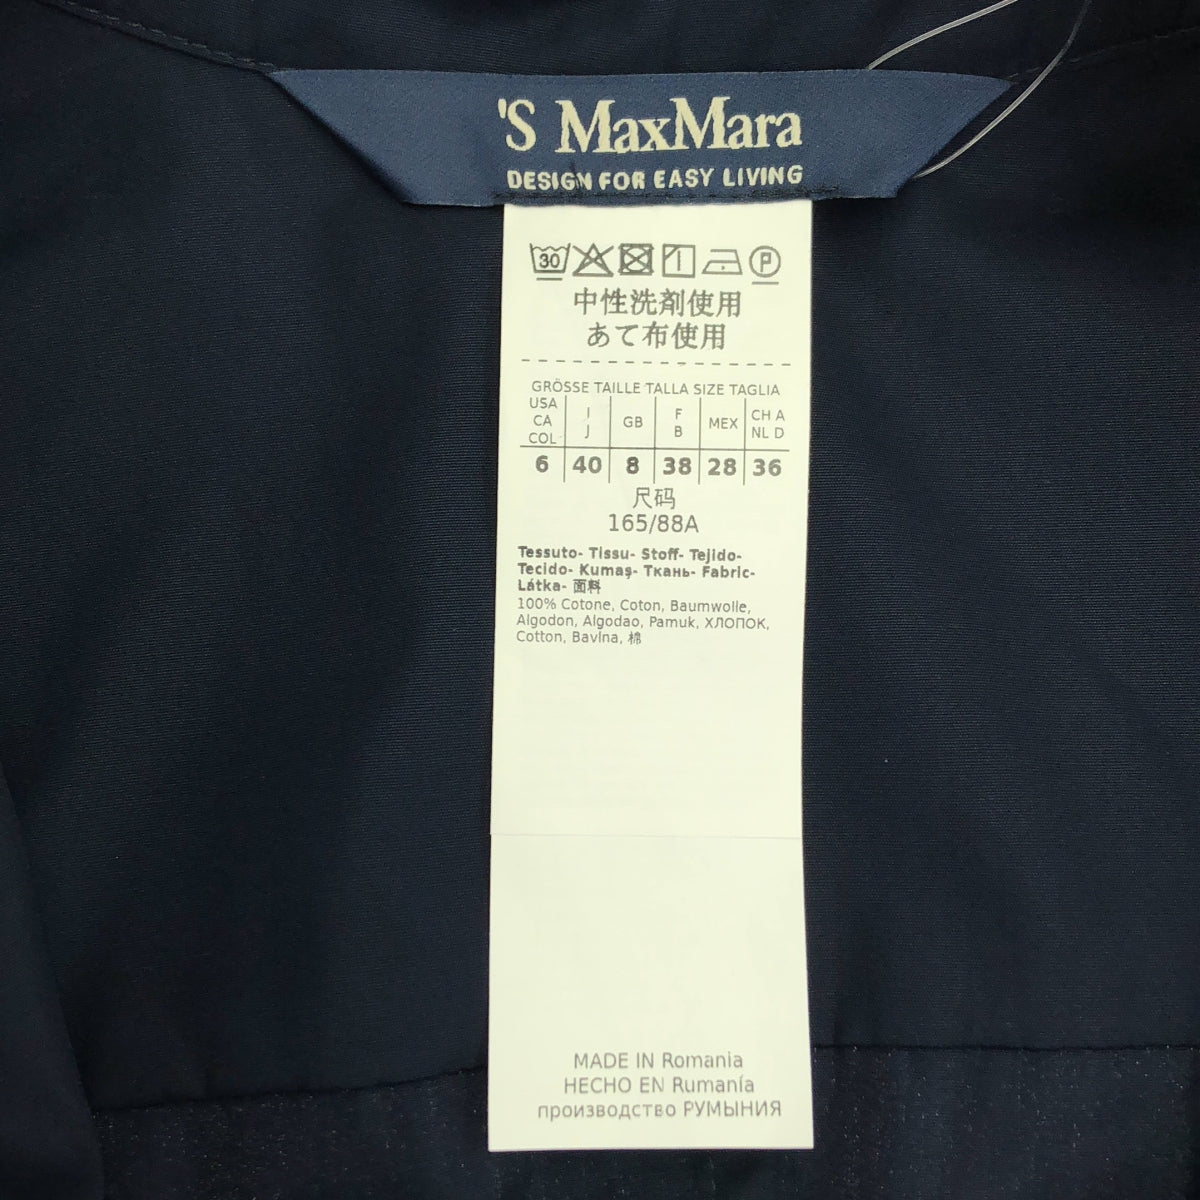 'S MaxMara
DESIGN FOR EASY LIVING
30 P
中性洗剤使用
あて布使用
GRÖSSE TAILLE TALLA SIZE TAGLIA
USA CA COL I J GB F B MEX CH A NL D
6 40 8 38 28 36
尺码
165/88A
Tessuto- Tissu- Stoff- Tejido-
Tecido- Kumaş- Ткань- Fabric-
Látka- 面料
100% Cotone, Coton, Baumwolle,
Algodon, Algodao, Pamuk, ХЛОПОК,
Cotton, Bavlna, 棉
MADE IN Romania
HECHO EN Rumanía
производство РУМЫНИЯ